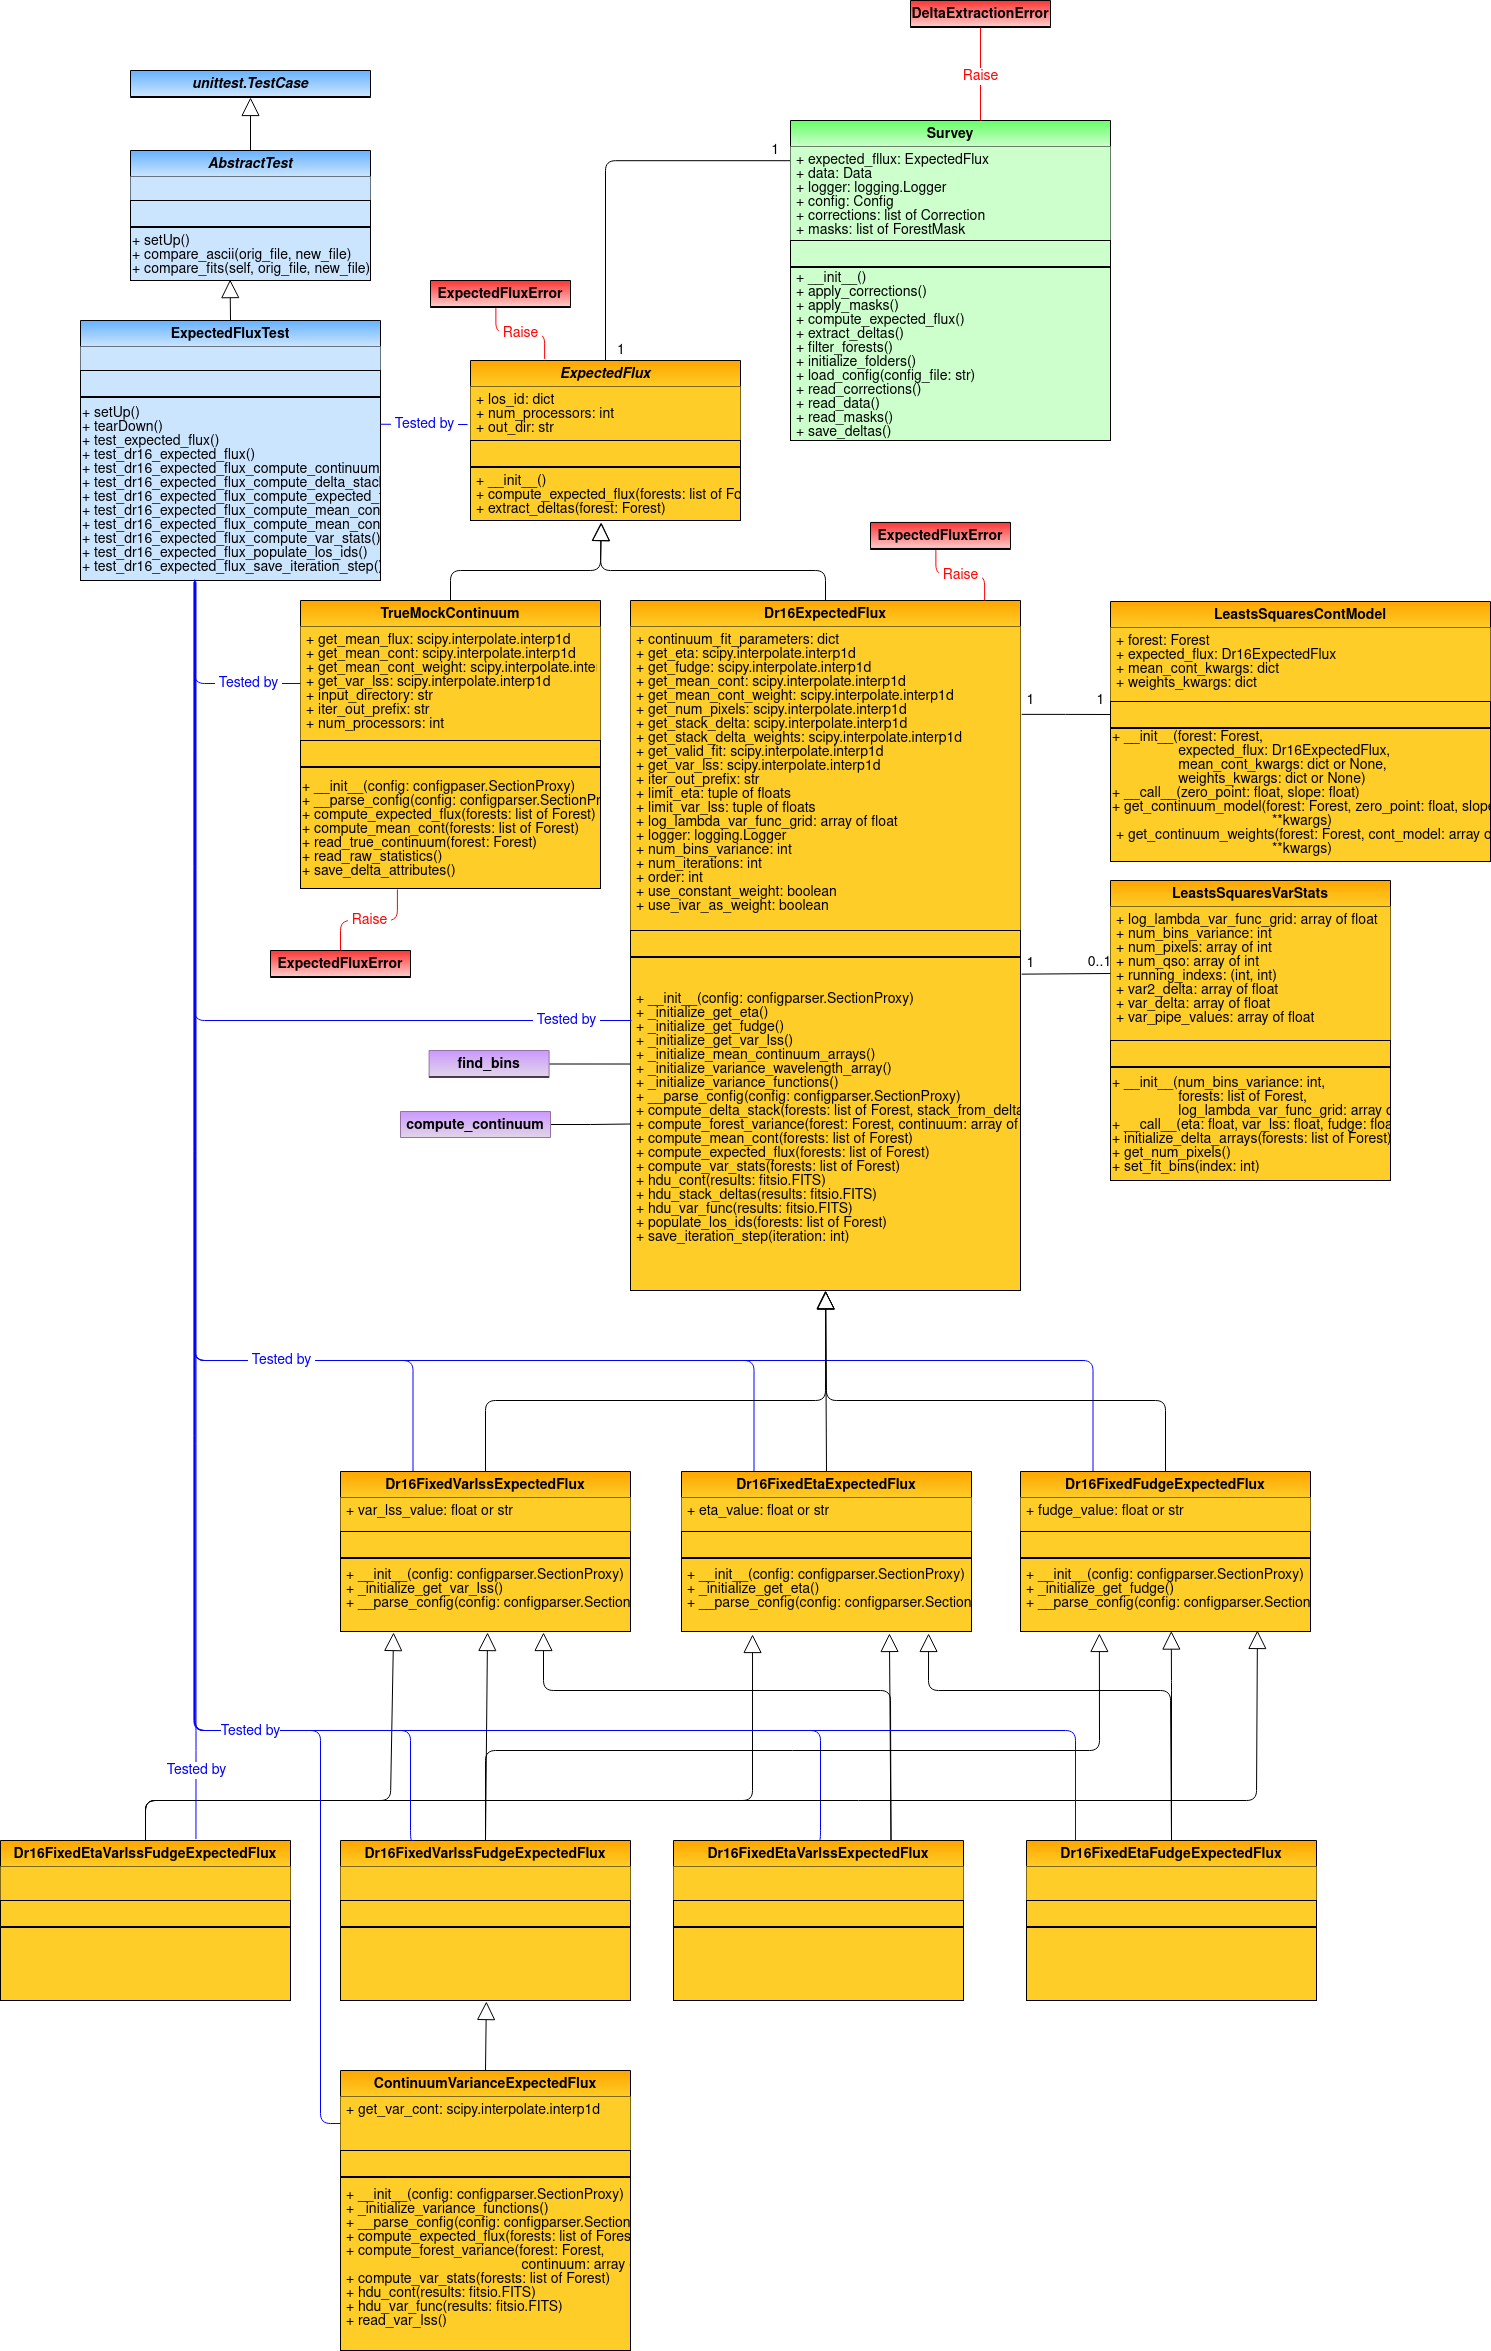 DeltaExtractionError
Raise
unittest.TestCase
AbstractTest
+ setUp()
+ compare_ascii(orig_file, new_file)
+ compare_fits(self, orig_file, new_file)
Survey
+ expected_fllux: ExpectedFlux
+ data: Data
+ logger: logging.Logger
+ config: Config
+ corrections: list of Correction
+ masks: list of ForestMask
+ __init__()
+ apply_corrections()
+ apply_masks()
+ compute_expected_flux()
+ extract_deltas()
+ filter_forests()
+ initialize_folders()
+ load_config(config_file: str)
+ read_corrections()
+ read_data()
+ read_masks()
+ save_deltas()
1
1
ExpectedFluxError
Raise
ExpectedFluxTest
+ setUp()
+ tearDown()
+ test_expected_flux()
+ test_dr16_expected_flux()
+ test_dr16_expected_flux_compute_continuum
+ test_dr16_expected_flux_compute_delta_stac
+ test_dr16_expected_flux_compute_expected_
+ test_dr16_expected_flux_compute_mean_con
+ test_dr16_expected_flux_compute_mean_con
+ test_dr16_expected_flux_compute_var_stats()
+ test_dr16_expected_flux_populate_los_ids()
+ test_dr16_expected_flux_save_iteration_step(
Tested by
ExpectedFlux
+ los_id: dict
+ num_processors: int
+ out_dir: str
+ __init__()
+ compute_expected_flux(forests: list of Fo
+ extract_deltas(forest: Forest)
ExpectedFluxError
Raise
TrueMockContinuum
+ get_mean_flux: scipy.interpolate.interp1d
+ get_mean_cont: scipy.interpolate.interp1d
+ get_mean_cont_weight: scipy.interpolate.inte
+ get_var_lss: scipy.interpolate.interp1d
+ input_directory: str
+ iter_out_prefix: str
+ num_processors: int
+ __init__(config: configpaser.SectionProxy)
+ __parse_config(config: configparser.SectionPr
+ compute_expected_flux(forests: list of Forest)
+ compute_mean_cont(forests: list of Forest)
+ read_true_continuum(forest: Forest)
+ read_raw_statistics()
+ save_delta_attributes()
Tested by
Raise
ExpectedFluxError
Dr16ExpectedFlux
+ continuum_fit_parameters: dict
+ get_eta: scipy.interpolate.interp1d
+ get_fudge: scipy.interpolate.interp1d
+ get_mean_cont: scipy.interpolate.interp1d
+ get_mean_cont_weight: scipy.interpolate.interp1d
+ get_num_pixels: scipy.interpolate.interp1d
+ get_stack_delta: scipy.interpolate.interp1d
+ get_stack_delta_weights: scipy.interpolate.interp1d
+ get_valid_fit: scipy.interpolate.interp1d
+ get_var_lss: scipy.interpolate.interp1d
+ iter_out_prefix: str
+ limit_eta: tuple of floats
+ limit_var_lss: tuple of floats
+ log_lambda_var_func_grid: array of float
+ logger: logging.Logger
+ num_bins_variance: int
+ num_iterations: int
+ order: int
+ use_constant_weight: boolean
+ use_ivar_as_weight: boolean
+ __init__(config: configparser.SectionProxy)
+ _initialize_get_eta()
+ _initialize_get_fudge()
+ _initialize_get_var_lss()
+ _initialize_mean_continuum_arrays()
+ _initialize_variance_wavelength_array()
+ _initialize_variance_functions()
+ __parse_config(config: configparser.SectionProxy)
+ compute_delta_stack(forests: list of Forest, stack_from_delta
+ compute_forest_variance(forest: Forest, continuum: array of
+ compute_mean_cont(forests: list of Forest)
+ compute_expected_flux(forests: list of Forest)
+ compute_var_stats(forests: list of Forest)
+ hdu_cont(results: fitsio.FITS)
+ hdu_stack_deltas(results: fitsio.FITS)
+ hdu_var_func(results: fitsio.FITS)
+ populate_los_ids(forests: list of Forest)
+ save_iteration_step(iteration: int)
1
1
LeastsSquaresContModel
+ forest: Forest
+ expected_flux: Dr16ExpectedFlux
+ mean_cont_kwargs: dict
+ weights_kwargs: dict
+ __init__(forest: Forest,
expected_flux: Dr16ExpectedFlux,
mean_cont_kwargs: dict or None,
weights_kwargs: dict or None)
+ __call__(zero_point: float, slope: float)
+ get_continuum_model(forest: Forest, zero_point: float, slope
**kwargs)
+ get_continuum_weights(forest: Forest, cont_model: array o
**kwargs)
1
0..1
LeastsSquaresVarStats
+ log_lambda_var_func_grid: array of float
+ num_bins_variance: int
+ num_pixels: array of int
+ num_qso: array of int
+ running_indexs: (int, int)
+ var2_delta: array of float
+ var_delta: array of float
+ var_pipe_values: array of float
+ __init__(num_bins_variance: int,
forests: list of Forest,
log_lambda_var_func_grid: array o
+ __call__(eta: float, var_lss: float, fudge: floa
+ initialize_delta_arrays(forests: list of Forest)
+ get_num_pixels()
+ set_fit_bins(index: int)
Tested by
find_bins
compute_continuum
Tested by
Dr16FixedVarlssExpectedFlux
+ var_lss_value: float or str
+ __init__(config: configparser.SectionProxy)
+ _initialize_get_var_lss()
+ __parse_config(config: configparser.Section
Dr16FixedEtaExpectedFlux
+ eta_value: float or str
+ __init__(config: configparser.SectionProxy)
+ _initialize_get_eta()
+ __parse_config(config: configparser.Section
Dr16FixedFudgeExpectedFlux
+ fudge_value: float or str
+ __init__(config: configparser.SectionProxy)
+ _initialize_get_fudge()
+ __parse_config(config: configparser.Section
Tested by
Tested by
Dr16FixedEtaVarlssFudgeExpectedFlux
Dr16FixedVarlssFudgeExpectedFlux
Dr16FixedEtaVarlssExpectedFlux
Dr16FixedEtaFudgeExpectedFlux
ContinuumVarianceExpectedFlux
+ get_var_cont: scipy.interpolate.interp1d
+ __init__(config: configparser.SectionProxy)
+ _initialize_variance_functions()
+ __parse_config(config: configparser.Section
+ compute_expected_flux(forests: list of Fores
+ compute_forest_variance(forest: Forest,
continuum: array
+ compute_var_stats(forests: list of Forest)
+ hdu_cont(results: fitsio.FITS)
+ hdu_var_func(results: fitsio.FITS)
+ read_var_lss()